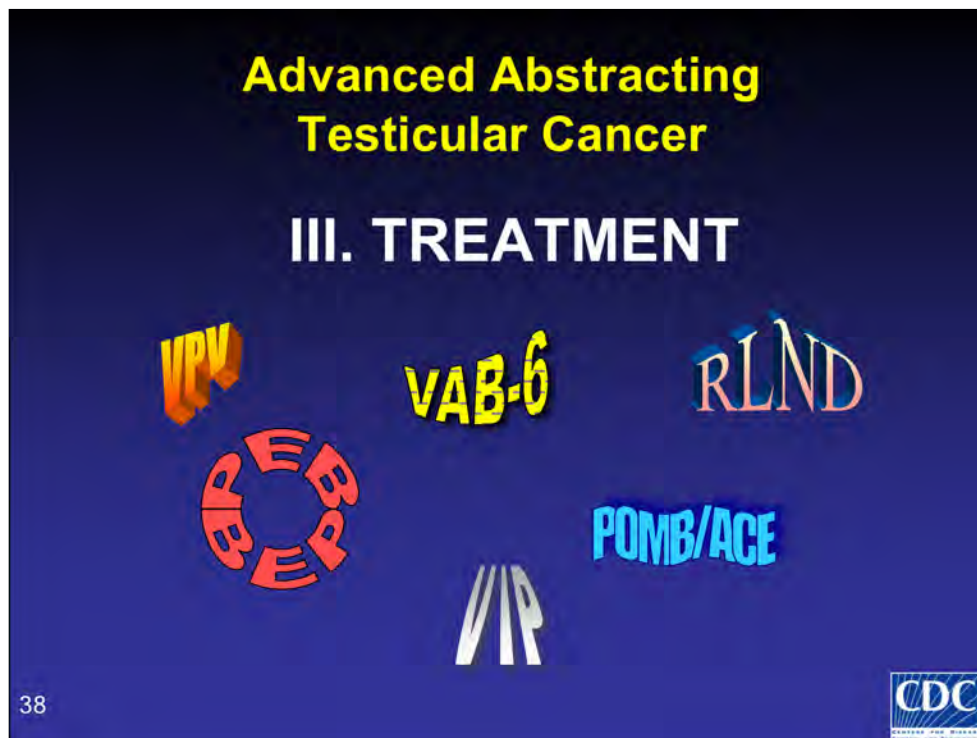 Advanced Abstracting
Testicular Cancer
III. TREATMENT
VPV
VAB-6
RLND
PEB
BEP
POMB/ACE
VIP
38
CDC